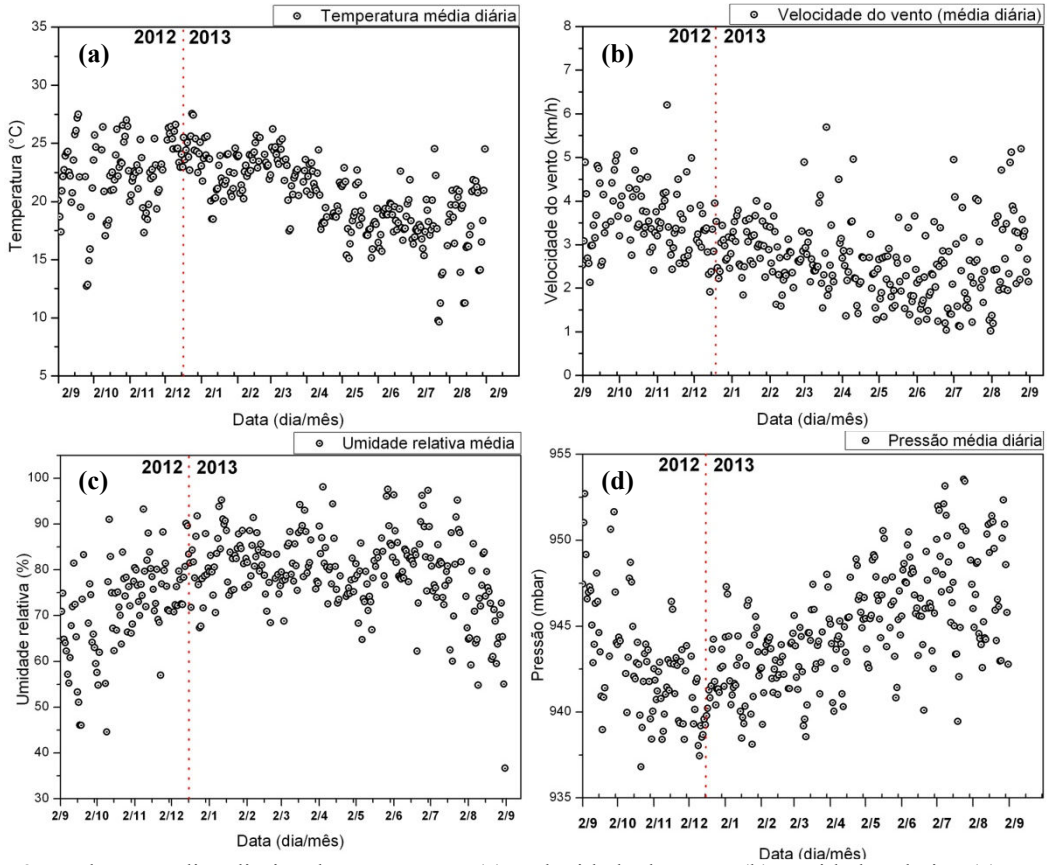 Temperatura média diária
2012 2013
(a)
35
30
25
20
15
10
5
Temperatura (°C)
2/9 2/10 2/11 2/12 2/1 2/2 2/3 2/4 2/5 2/6 2/7 2/8 2/9
Data (dia/mês)
Velocidade do vento (média diária)
2012 2013
(b)
8
7
6
5
4
3
2
1
0
Velocidade do vento (km/h)
2/9 2/10 2/11 2/12 2/1 2/2 2/3 2/4 2/5 2/6 2/7 2/8 2/9
Data (dia/mês)
Umidade relativa média
2012 2013
(c)
100
90
80
70
60
50
40
30
Umidade relativa (%)
2/9 2/10 2/11 2/12 2/1 2/2 2/3 2/4 2/5 2/6 2/7 2/8 2/9
Data (dia/mês)
Pressão média diária
2012 2013
(d)
955
950
945
940
935
Pressão (mbar)
2/9 2/10 2/11 2/12 2/1 2/2 2/3 2/4 2/5 2/6 2/7 2/8 2/9
Data (dia/mês)